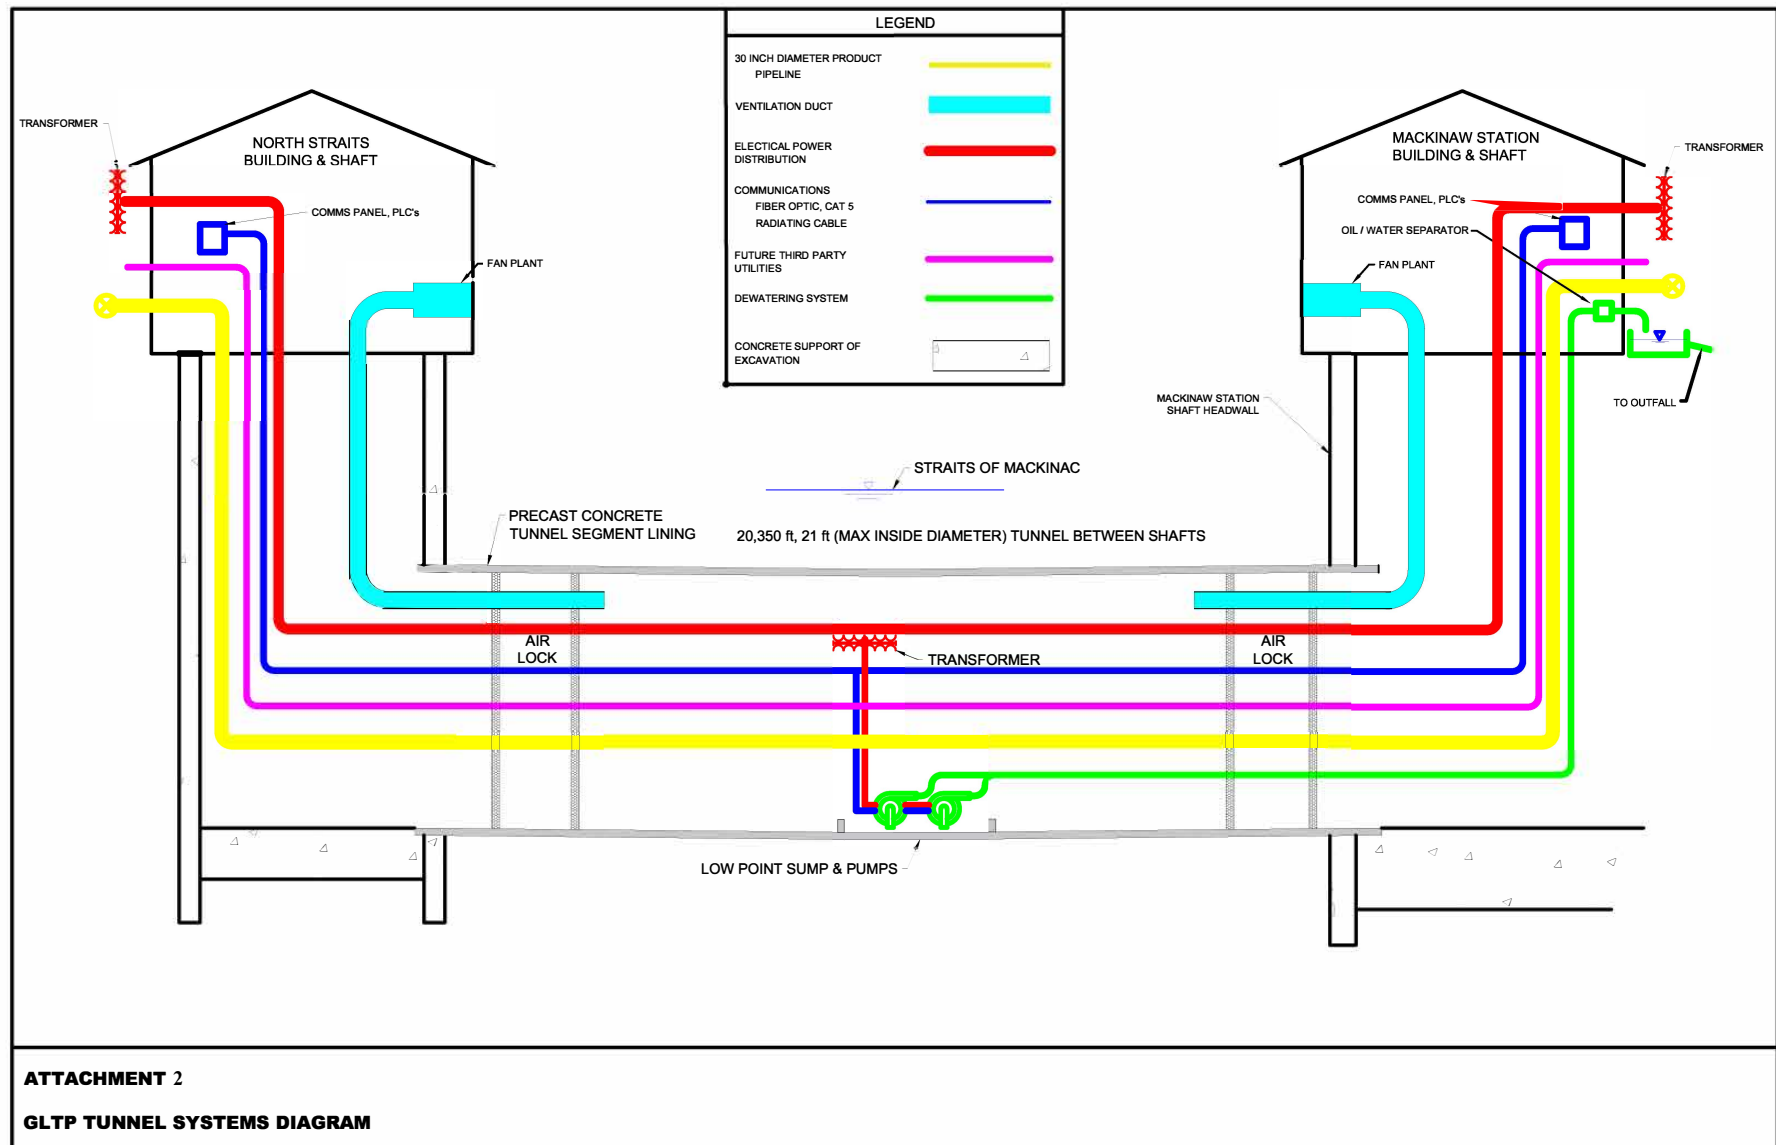 LEGEND
30 INCH DIAMETER PRODUCT
PIPELINE
VENTILATION DUCT
ELECTICAL POWER
DISTRIBUTION
COMMUNICATIONS
FIBER OPTIC, CAT 5
RADIATING CABLE
FUTURE THIRD PARTY
UTILITIES
DEWATERING SYSTEM
CONCRETE SUPPORT OF
EXCAVATION
TRANSFORMER
NORTH STRAITS
BUILDING & SHAFT
COMMS PANEL, PLC's
FAN PLANT
MACKINAW STATION
BUILDING & SHAFT
TRANSFORMER
COMMS PANEL, PLC's
OIL / WATER SEPARATOR
FAN PLANT
TO OUTFALL
MACKINAW STATION
SHAFT HEADWALL
STRAITS OF MACKINAC
PRECAST CONCRETE
TUNNEL SEGMENT LINING
20,350 ft, 21 ft (MAX INSIDE DIAMETER) TUNNEL BETWEEN SHAFTS
AIR
LOCK
TRANSFORMER
AIR
LOCK
LOW POINT SUMP & PUMPS
ATTACHMENT 2
GLTP TUNNEL SYSTEMS DIAGRAM